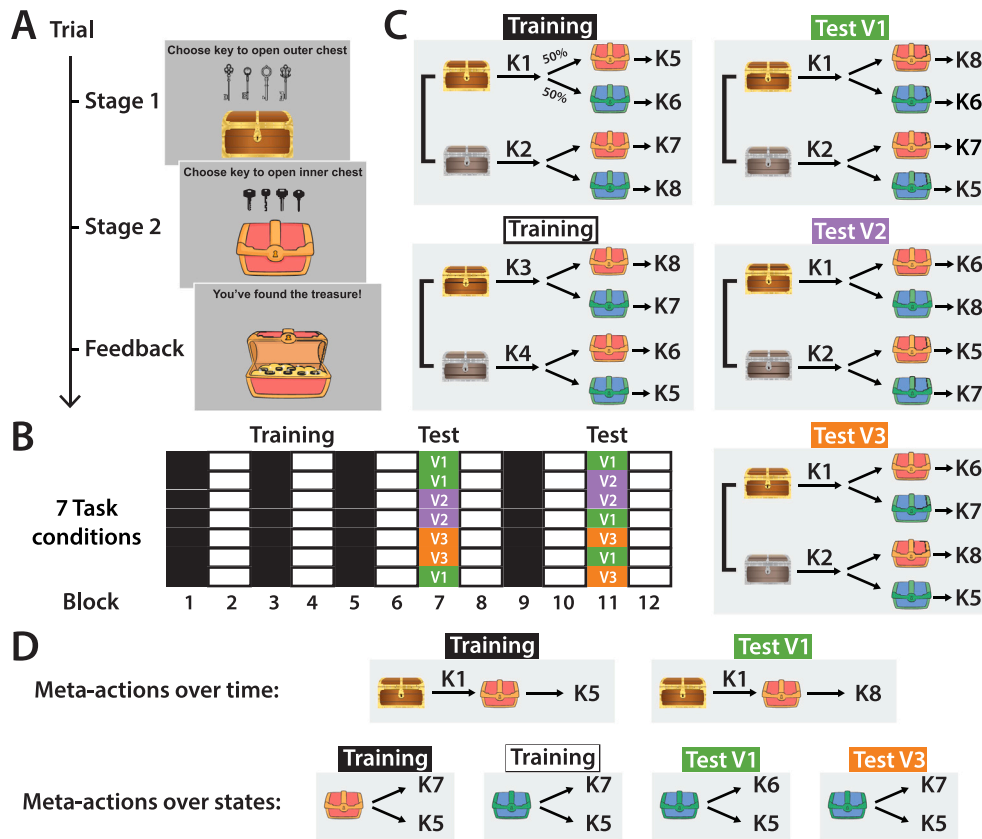 A
Trial
Stage 1
Stage 2
Feedback
Choose key to open outer chest
Choose key to open inner chest
You've found the treasure!
B
Training
Test
Test
7 Task
conditions
V1
V1
V1
V2
V2
V2
V2
V1
V3
V3
V3
V1
V1
V3
Block
1 2 3 4 5 6 7 8 9 10 11 12
C
Training
K1
50%
50%
K5
K6
K2
K7
K8
Test V1
K1
K8
K6
K2
K7
K5
Training
K3
K8
K7
K4
K6
K5
Test V2
K1
K6
K8
K2
K5
K7
Test V3
K1
K6
K7
K2
K8
K5
D
Meta-actions over time:
Training
K1
K5
Test V1
K1
K8
Meta-actions over states:
Training
K7
K5
Training
K7
K5
Test V1
K6
K5
Test V3
K7
K5